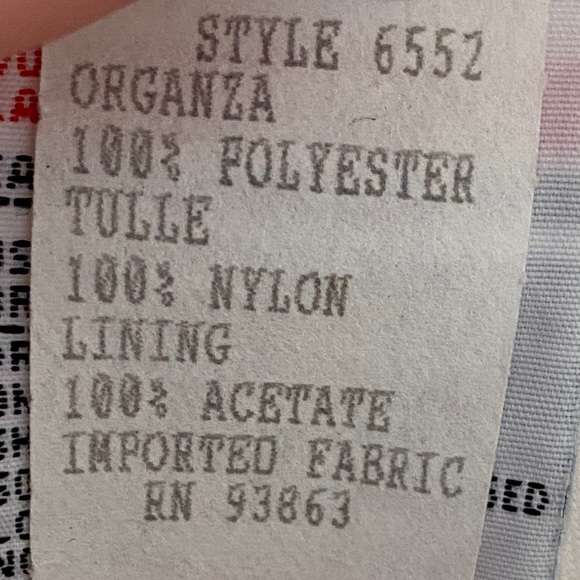 STYLE 6552
ORGANZA
100% POLYESTER
TULLE
100% NYLON
LINING
100% ACETATE
IMPORTED FABRIC
RN 93863